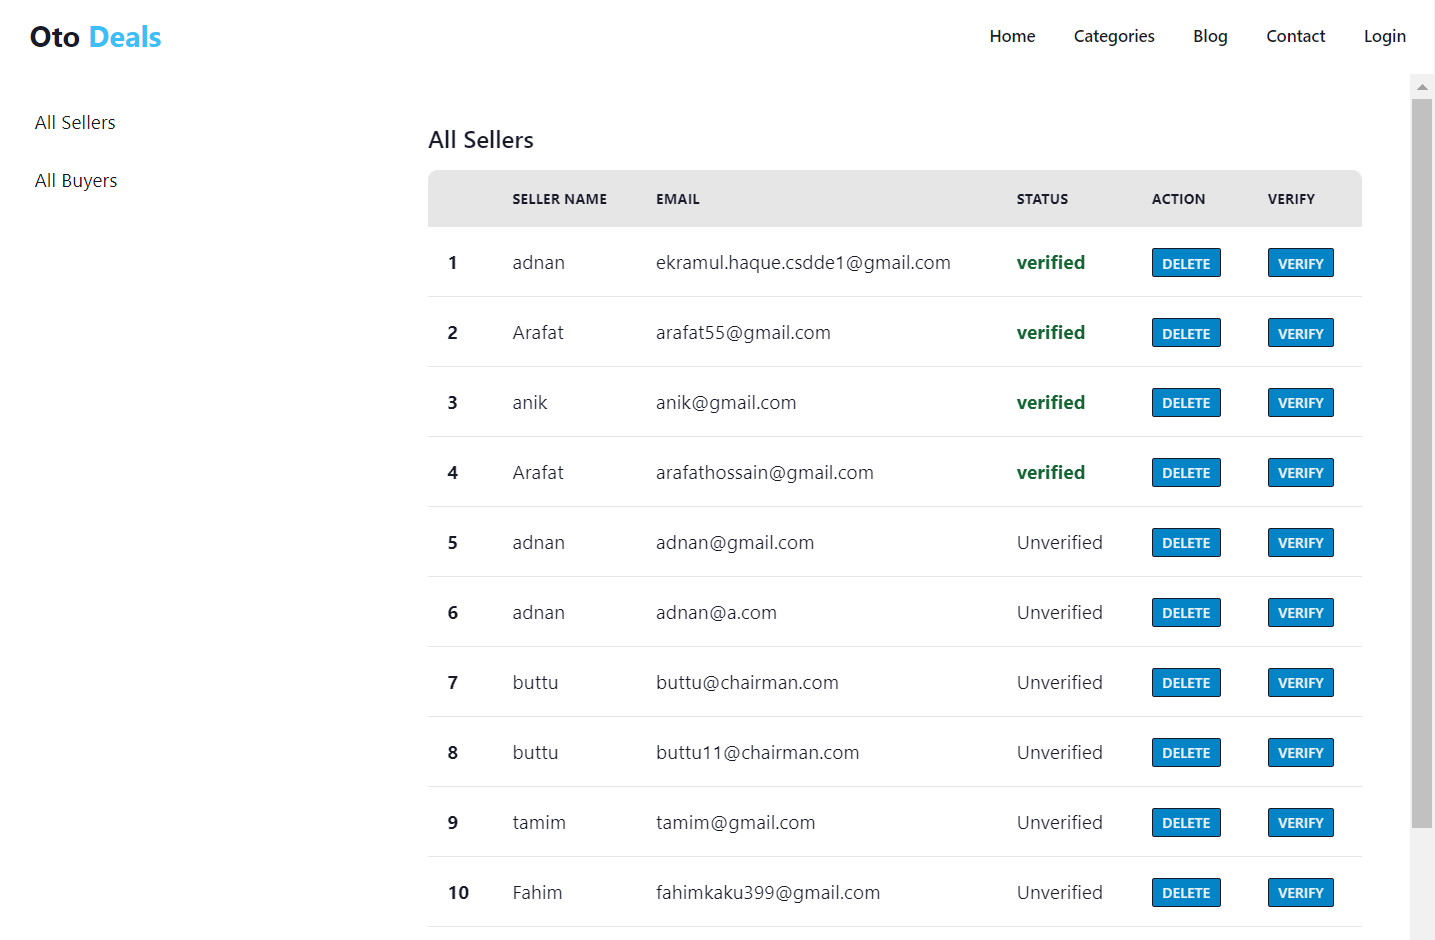 Oto Deals Home Categories Blog Contact Login
All Sellers
All Buyers
All Sellers
SELLER NAME EMAIL STATUS ACTION VERIFY
1 adnan ekramul.haque.csdde1@gmail.com verified DELETE VERIFY
2 Arafat arafat55@gmail.com verified DELETE VERIFY
3 anik anik@gmail.com verified DELETE VERIFY
4 Arafat arafathossain@gmail.com verified DELETE VERIFY
5 adnan adnan@gmail.com Unverified DELETE VERIFY
6 adnan adnan@a.com Unverified DELETE VERIFY
7 buttu buttu@chairman.com Unverified DELETE VERIFY
8 buttu buttu11@chairman.com Unverified DELETE VERIFY
9 tamim tamim@gmail.com Unverified DELETE VERIFY
10 Fahim fahimkaku399@gmail.com Unverified DELETE VERIFY